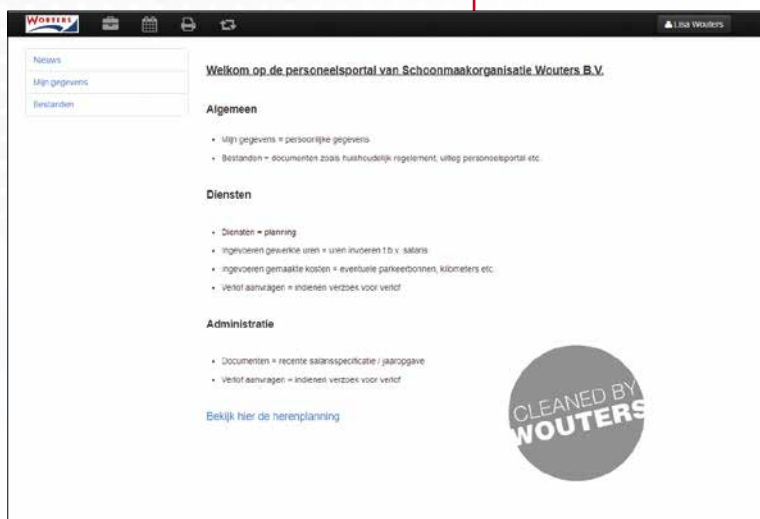 WOUTERS
Lisa Wouters
Nieuws
Mijn gegevens
Bestanden
Welkom op de personeelsportal van Schoonmaakorganisatie Wouters B.V.
Algemeen
Mijn gegevens = persoonlijke gegevens
Bestanden = documenten zoals huishoudelijk regelement, uitleg personeelsportal etc.
Diensten
Diensten = planning
Ingevoeren gewerkte uren = uren invoeren t.b.v. salaris
Ingevoeren gemaakte kosten = eventuele parkeerbonnen, kilometers etc.
Verlof aanvragen = indienen verzoek voor verlof
Administratie
Documenten = recente salarisspecificatie / jaaropgave
Verlof aanvragen = indienen verzoek voor verlof
Bekijk hier de herenplanning
CLEANED BY
WOUTERS